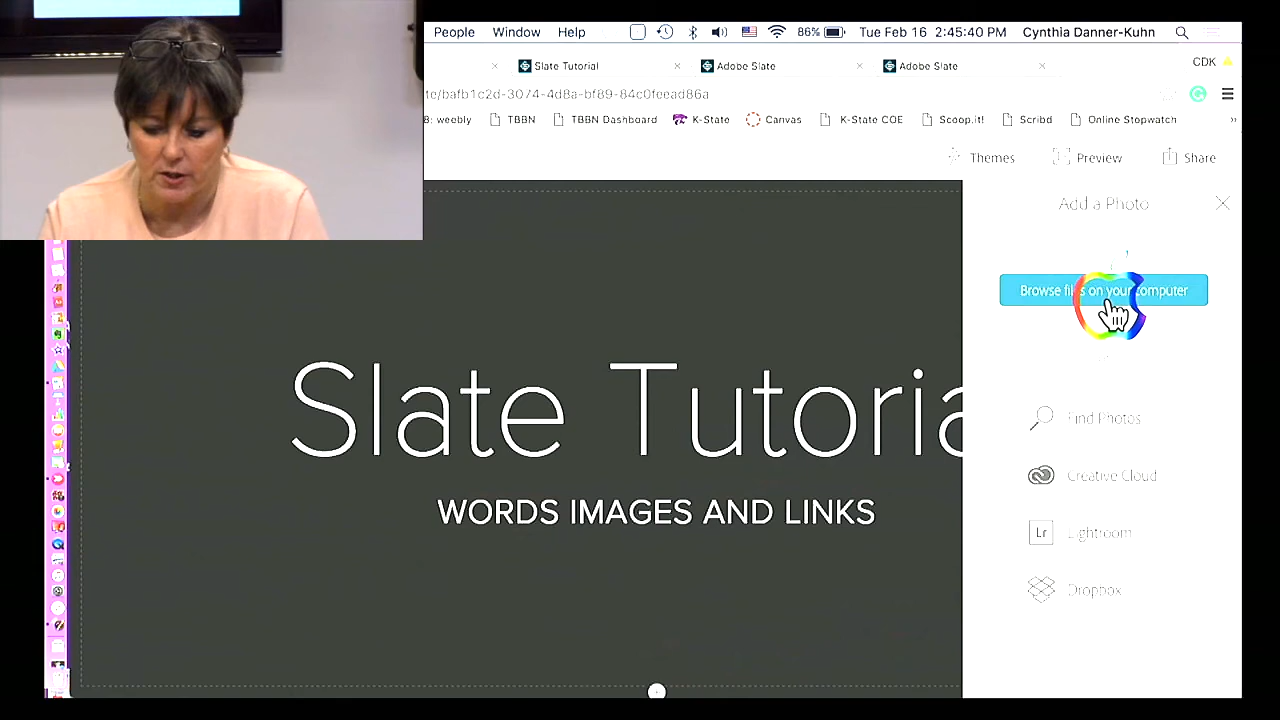 People Window Help 86% Tue Feb 16 2:45:40 PM Cynthia Danner-Kuhn
Slate Tutorial Adobe Slate Adobe Slate CDK
te/bafb1c2d-3074-4d8a-bf89-84c0feead86a
8: weebly TBBN TBBN Dashboard K-State Canvas K-State COE Scoop.it! Scribd Online Stopwatch »
Themes Preview Share
Add a Photo
Browse files on your computer
Slate Tutoria
WORDS IMAGES AND LINKS
Find Photos
Creative Cloud
Lr Lightroom
Dropbox